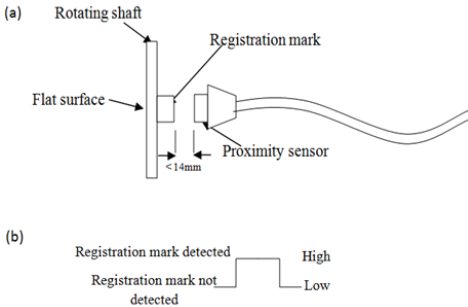 (a)
Rotating shaft
Registration mark
Flat surface
Proximity sensor
<14mm
(b)
Registration mark detected
High
Registration mark not
detected
Low